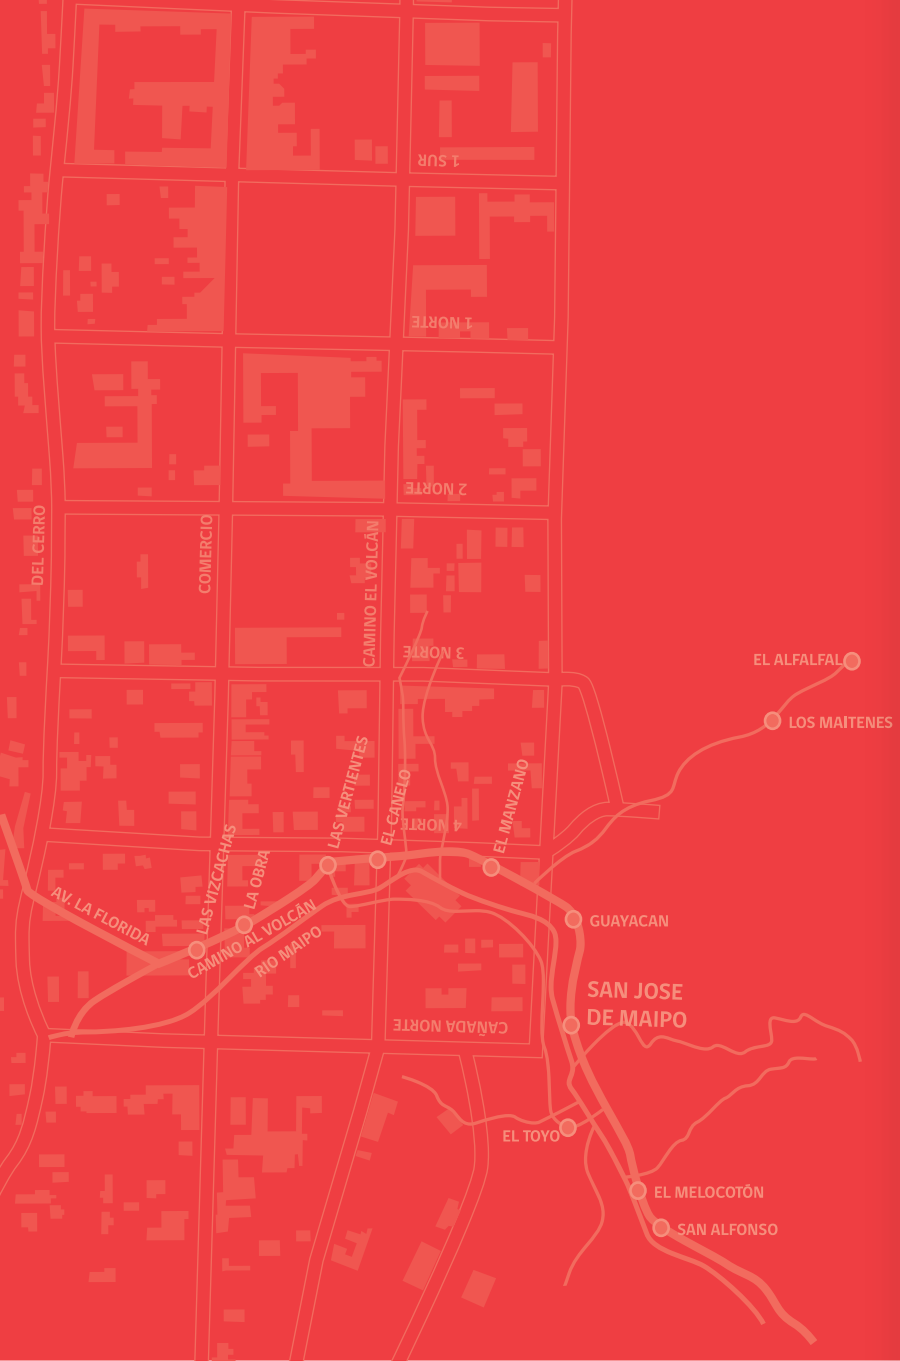 1 SUR
1 NORTE
2 NORTE
DEL CERRO
COMERCIO
CAMINO EL VOLCÁN
3 NORTE
EL ALFALFAL
LOS MAITENES
LAS VERTIENTES
EL CANELO
EL MANZANO
4 NORTE
LAS VIZCACHAS
LA OBRA
AV. LA FLORIDA
CAMINO AL VOLCÁN
RIO MAIPO
GUAYACAN
SAN JOSE
DE MAIPO
CAÑADA NORTE
EL TOYO
EL MELOCOTÓN
SAN ALFONSO